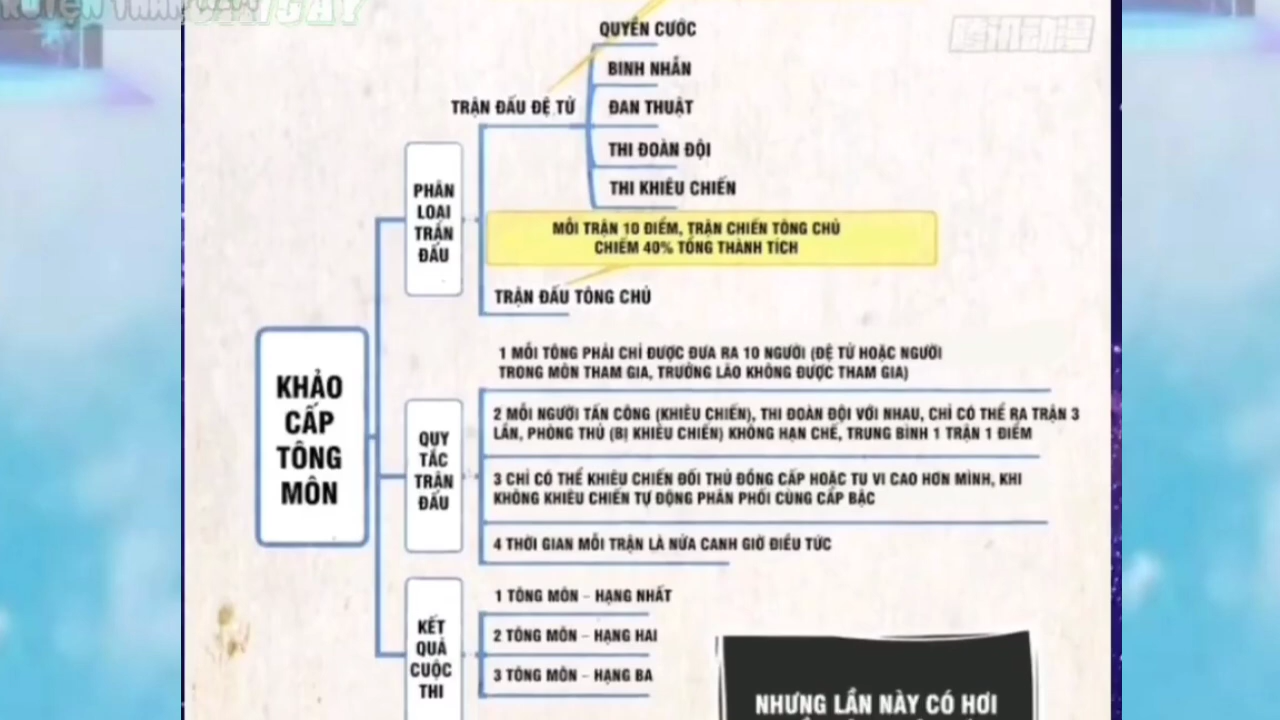 QUYỀN CƯỚC
BINH NHẪN
TRẬN ĐẤU ĐỆ TỬ
ĐAN THUẬT
THI ĐOÀN ĐỘI
THI KHIÊU CHIẾN
PHÂN
LOẠI
TRẤN
ĐẤU
MỖI TRẬN 10 ĐIỂM, TRẬN CHIẾN TÔNG CHỦ
CHIẾM 40% TỔNG THÀNH TÍCH
TRẬN ĐẤU TÔNG CHỦ
KHẢO
CẤP
TÔNG
MÔN
1 MỖI TÔNG PHẢI CHỈ ĐƯỢC ĐƯA RA 10 NGƯỜI (ĐỆ TỬ HOẶC NGƯỜI
TRONG MÔN THAM GIA, TRƯỞNG LÃO KHÔNG ĐƯỢC THAM GIA)
2 MỖI NGƯỜI TẤN CÔNG (KHIÊU CHIẾN), THI ĐOÀN ĐỘI VỚI NHAU, CHỈ CÓ THỂ RA TRẬN 3
LẦN, PHÒNG THỦ (BỊ KHIÊU CHIẾN) KHÔNG HẠN CHẾ, TRUNG BÌNH 1 TRẬN 1 ĐIỂM
QUY
TẮC
TRẬN
ĐẤU
3 CHỈ CÓ THỂ KHIÊU CHIẾN ĐỐI THỦ ĐỒNG CẤP HOẶC TU VI CAO HƠN MÌNH, KHI
KHÔNG KHIÊU CHIẾN TỰ ĐỘNG PHÂN PHỐI CÙNG CẤP BẬC
4 THỜI GIAN MỖI TRẬN LÀ NỬA CANH GIỜ ĐIỀU TỨC
KẾT
QUẢ
CUỘC
THI
1 TÔNG MÔN – HẠNG NHẤT
2 TÔNG MÔN – HẠNG HAI
3 TÔNG MÔN – HẠNG BA
NHƯNG LẦN NÀY CÓ HƠI
腾讯动漫